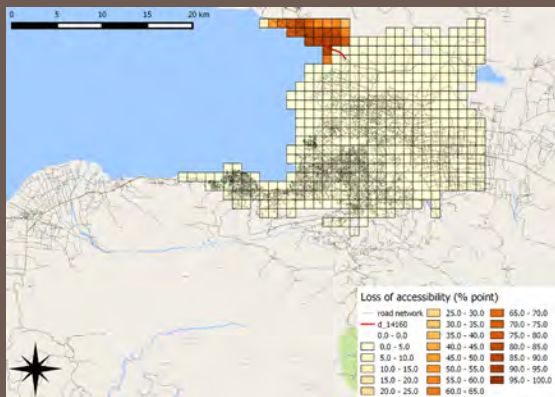 0 5 10 15 20 km
Loss of accessibility (% point)
road network
d_14160
0.0 - 0.0
0.0 - 5.0
5.0 - 10.0
10.0 - 15.0
15.0 - 20.0
20.0 - 25.0
25.0 - 30.0
30.0 - 35.0
35.0 - 40.0
40.0 - 45.0
45.0 - 50.0
50.0 - 55.0
55.0 - 60.0
60.0 - 65.0
65.0 - 70.0
70.0 - 75.0
75.0 - 80.0
80.0 - 85.0
85.0 - 90.0
90.0 - 95.0
95.0 - 100.0